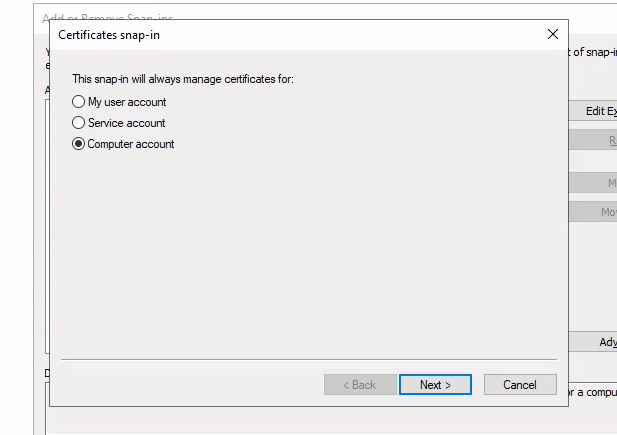 Add or Remove Snap-ins
Certificates snap-in
of snap-i
This snap-in will always manage certificates for:
My user account
Service account
Computer account
Edit E
R
M
Mo
Adv
< Back
Next >
Cancel
or a compu